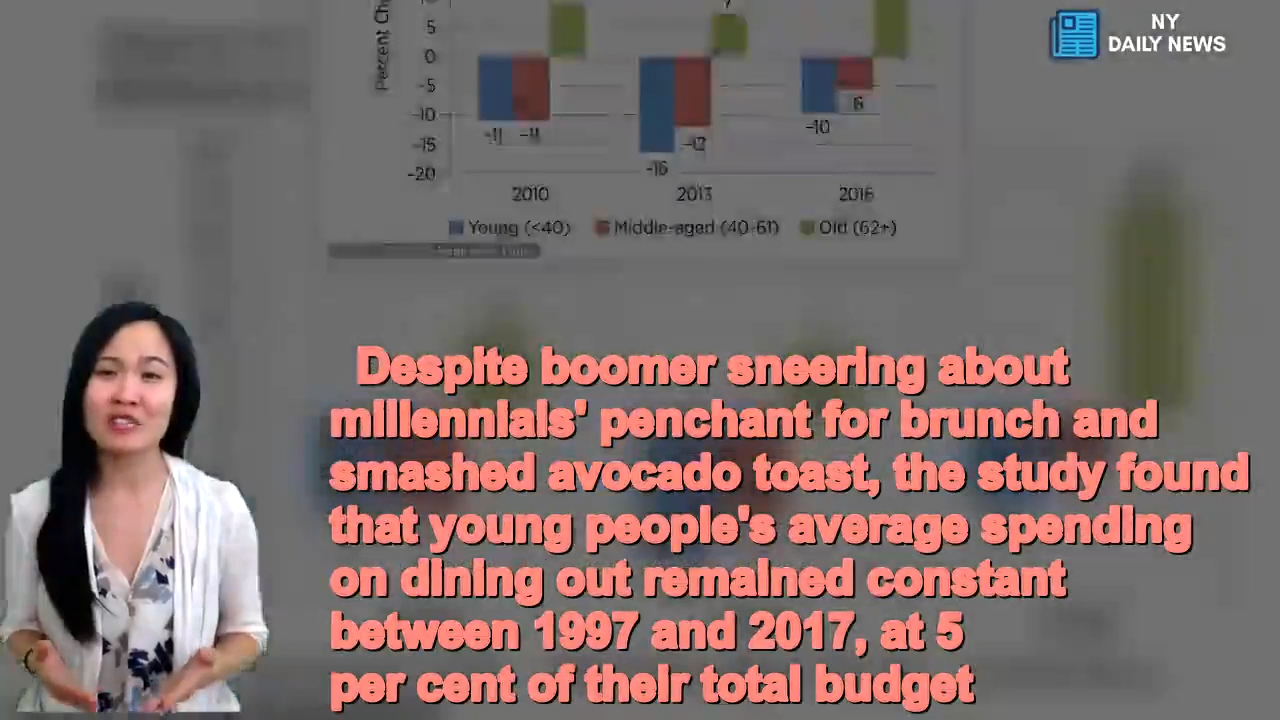 NY
DAILY NEWS
5
0
-5
-10
-15
-20
7
-11 -11
-16
-12
-10
6
2010 2013 2016
Young (<40) Middle-aged (40-61) Old (62+)
Despite boomer sneering about
millennials' penchant for brunch and
smashed avocado toast, the study found
that young people's average spending
on dining out remained constant
between 1997 and 2017, at 5
per cent of their total budget